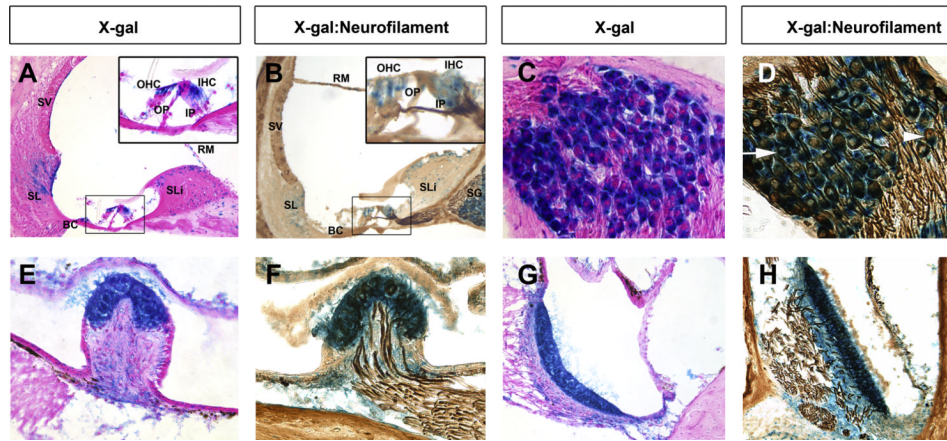 X-gal
X-gal:Neurofilament
X-gal
X-gal:Neurofilament
A
OHC
IHC
OP
IP
SV
RM
SL
SLi
BC
B
OHC
IHC
OP
IP
RM
SV
SLi
SG
SL
BC
C
D
E
F
G
H